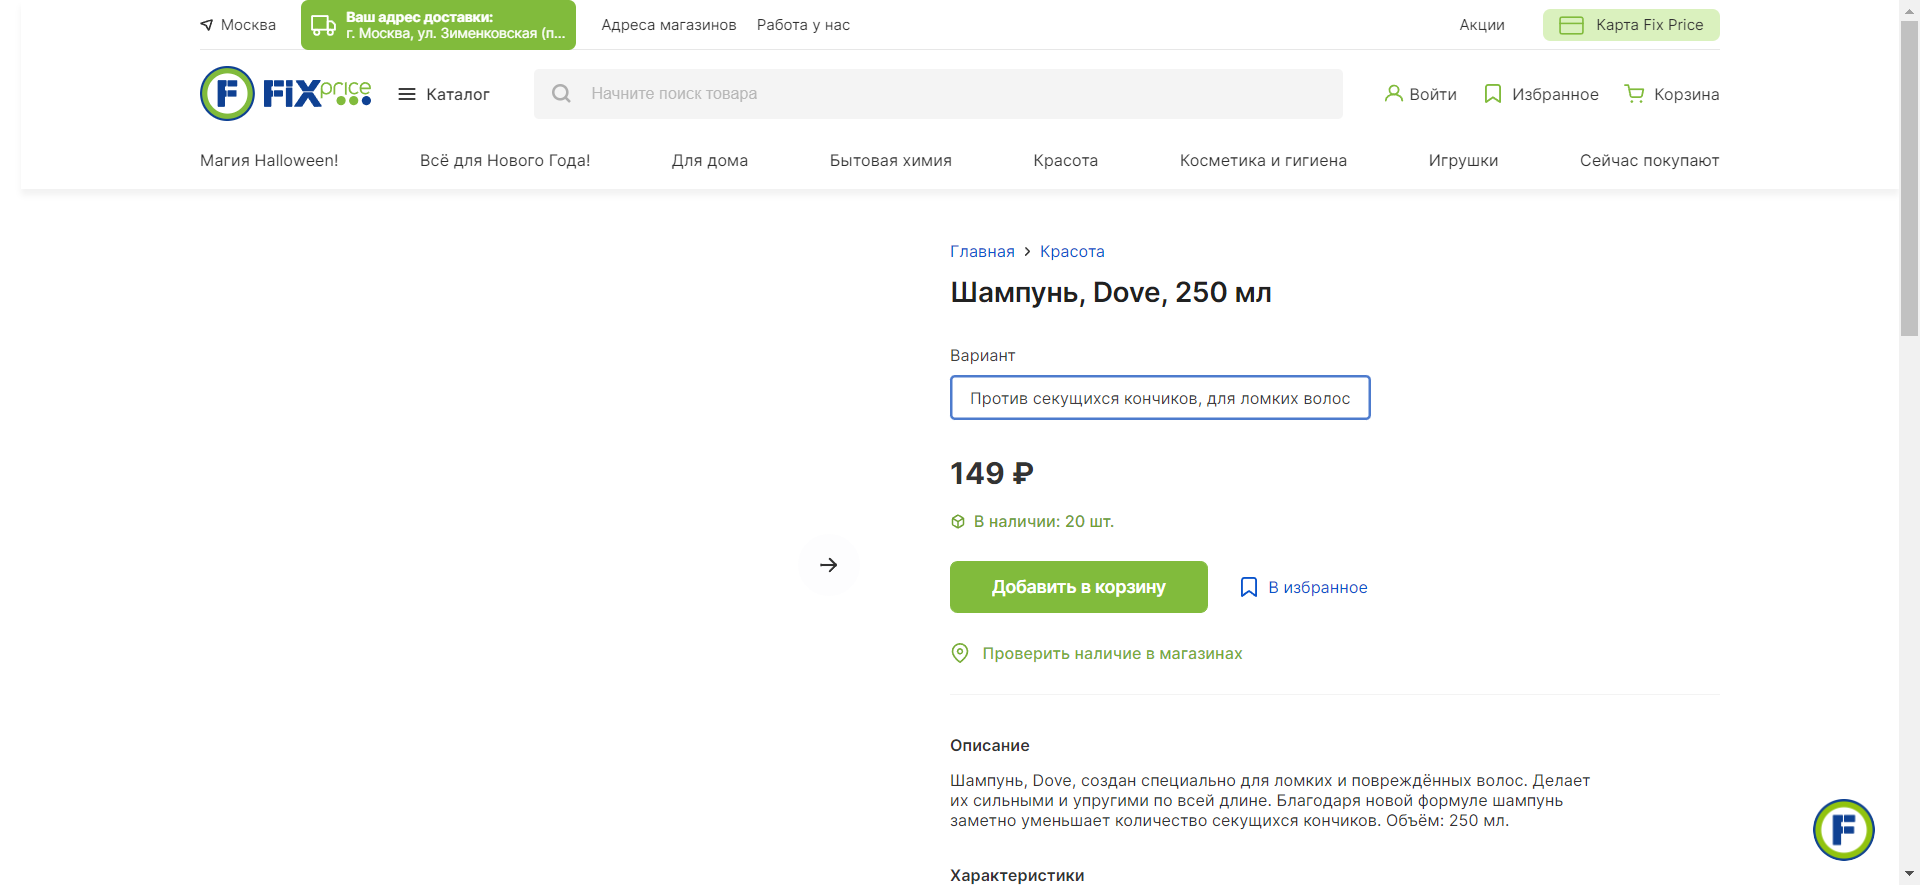 Москва
Ваш адрес доставки:
г. Москва, ул. Зименковская (п...
Адреса магазинов
Работа у нас
Акции
Карта Fix Price
F FiX price
Каталог
Начните поиск товара
Войти
Избранное
Корзина
Магия Halloween!
Всё для Нового Года!
Для дома
Бытовая химия
Красота
Косметика и гигиена
Игрушки
Сейчас покупают
Главная > Красота
Шампунь, Dove, 250 мл
Вариант
Против секущихся кончиков, для ломких волос
149 ₽
В наличии: 20 шт.
Добавить в корзину
В избранное
Проверить наличие в магазинах
Описание
Шампунь, Dove, создан специально для ломких и повреждённых волос. Делает
их сильными и упругими по всей длине. Благодаря новой формуле шампунь
заметно уменьшает количество секущихся кончиков. Объём: 250 мл.
F
Характеристики